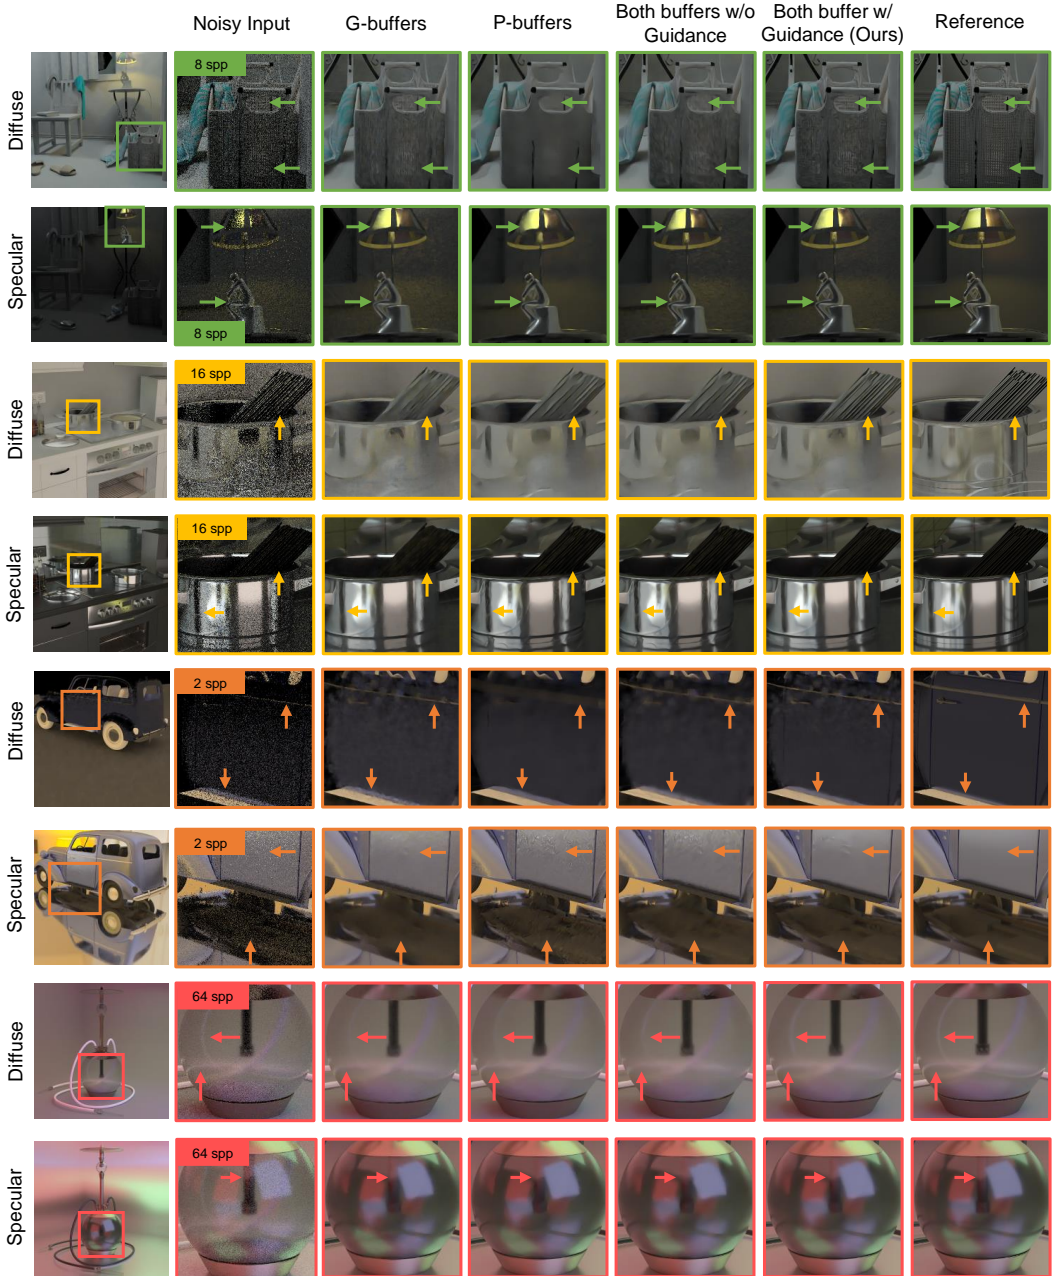 Noisy Input
G-buffers
P-buffers
Both buffers w/o
Guidance
Both buffer w/
Guidance (Ours)
Reference
Diffuse
8 spp
Specular
8 spp
Diffuse
16 spp
Specular
16 spp
Diffuse
2 spp
Specular
2 spp
Diffuse
64 spp
Specular
64 spp